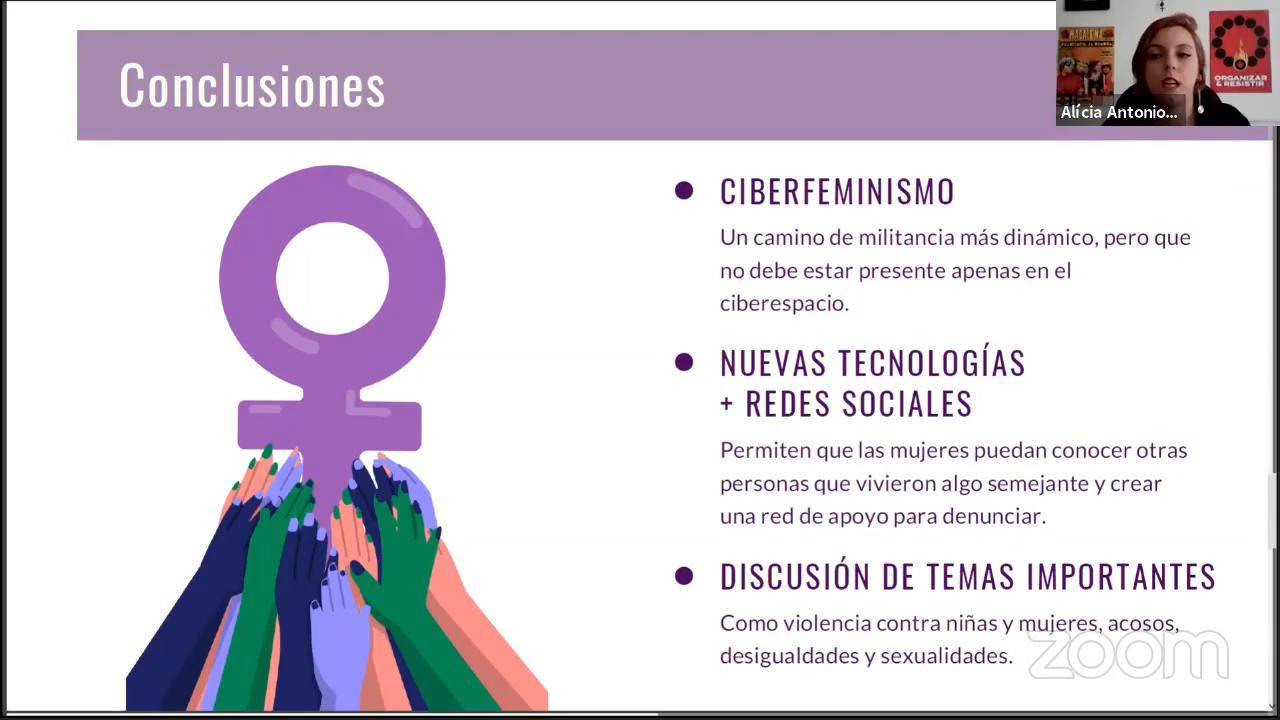 Conclusiones
MAGALUNA
ORGANIZAR
& RESISTIR
Alícia Antonio...
CIBERFEMINISMO
Un camino de militancia más dinámico, pero que
no debe estar presente apenas en el
ciberespacio.
NUEVAS TECNOLOGÍAS
+ REDES SOCIALES
Permiten que las mujeres puedan conocer otras
personas que vivieron algo semejante y crear
una red de apoyo para denunciar.
DISCUSIÓN DE TEMAS IMPORTANTES
Como violencia contra niñas y mujeres, acosos,
desigualdades y sexualidades.
zoom